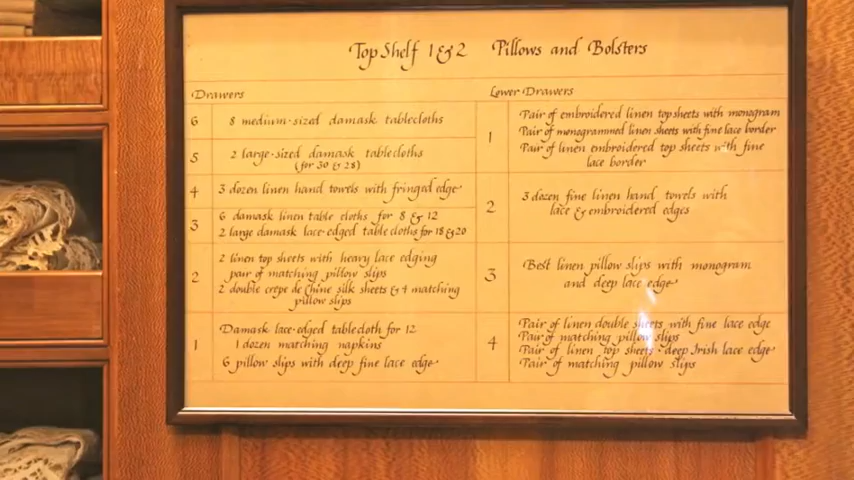 Top Shelf 1 & 2 Pillows and Bolsters
Drawers
6 8 medium-sized damask tablecloths
5 2 large-sized damask tablecloths
(for 30 & 28)
4 3 dozen linen hand towels with fringed edge
3 6 damask linen table cloths for 8 & 12
2 large damask lace-edged table cloths for 18 & 20
2 2 linen top sheets with heavy lace edging
pair of matching pillow slips
2 double crepe de Chine silk sheets & 4 matching
pillow slips
1 Damask lace-edged tablecloth for 12
1 dozen matching napkins
6 pillow slips with deep fine lace edge
Lower Drawers
1 Pair of embroidered linen topsheets with monogram
Pair of monogrammed linen sheets with fine lace border
Pair of linen embroidered top sheets with fine
lace border
2 3 dozen fine linen hand towels with
lace & embroidered edges
3 Best linen pillow slips with monogram
and deep lace edge
4 Pair of linen double sheets with fine lace edge
Pair of matching pillow slips
Pair of linen top sheets - deep Irish lace edge
Pair of matching pillow slips